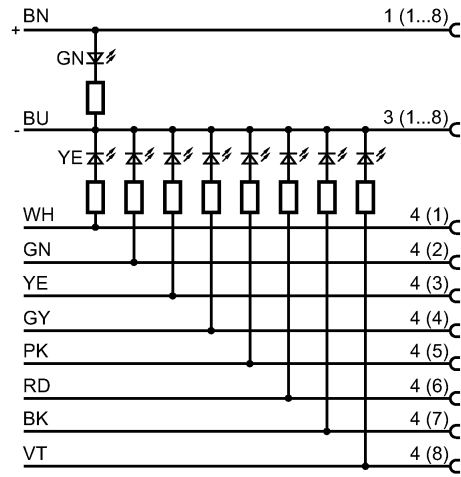 BN 1 (1...8)
+
GN
BU 3 (1...8)
-
YE
WH 4 (1)
GN 4 (2)
YE 4 (3)
GY 4 (4)
PK 4 (5)
RD 4 (6)
BK 4 (7)
VT 4 (8)